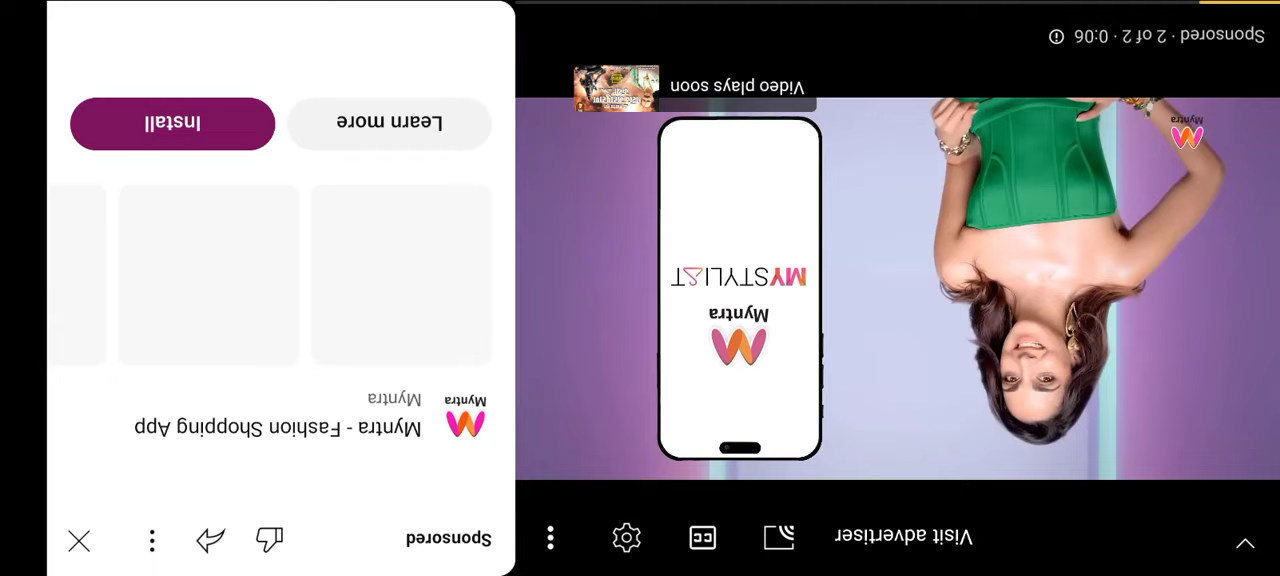 Visit advertiser
Myntra
MYSTYLIST
Myntra
Video plays soon
Sponsored · 2 of 2 · 0:06
Sponsored
Myntra
Myntra - Fashion Shopping App
Myntra
Learn more
Install